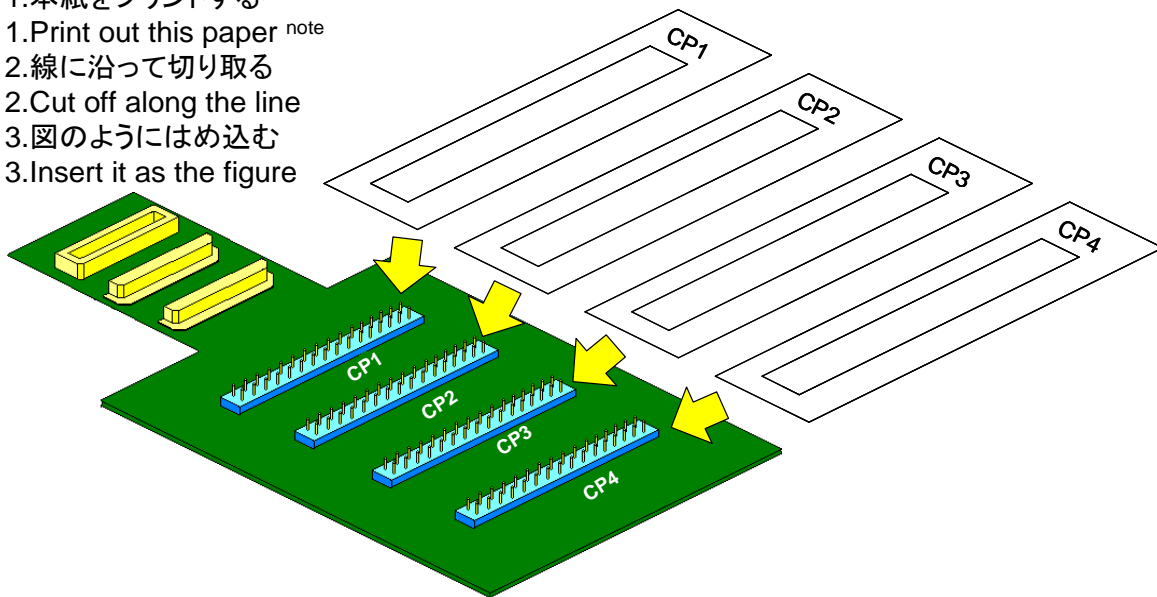 1.本紙をプリントする
1.Print out this paper note
2.線に沿って切り取る
2.Cut off along the line
3.図のようにはめ込む
3.Insert it as the figure
CP1
CP2
CP3
CP4
CP1
CP2
CP3
CP4